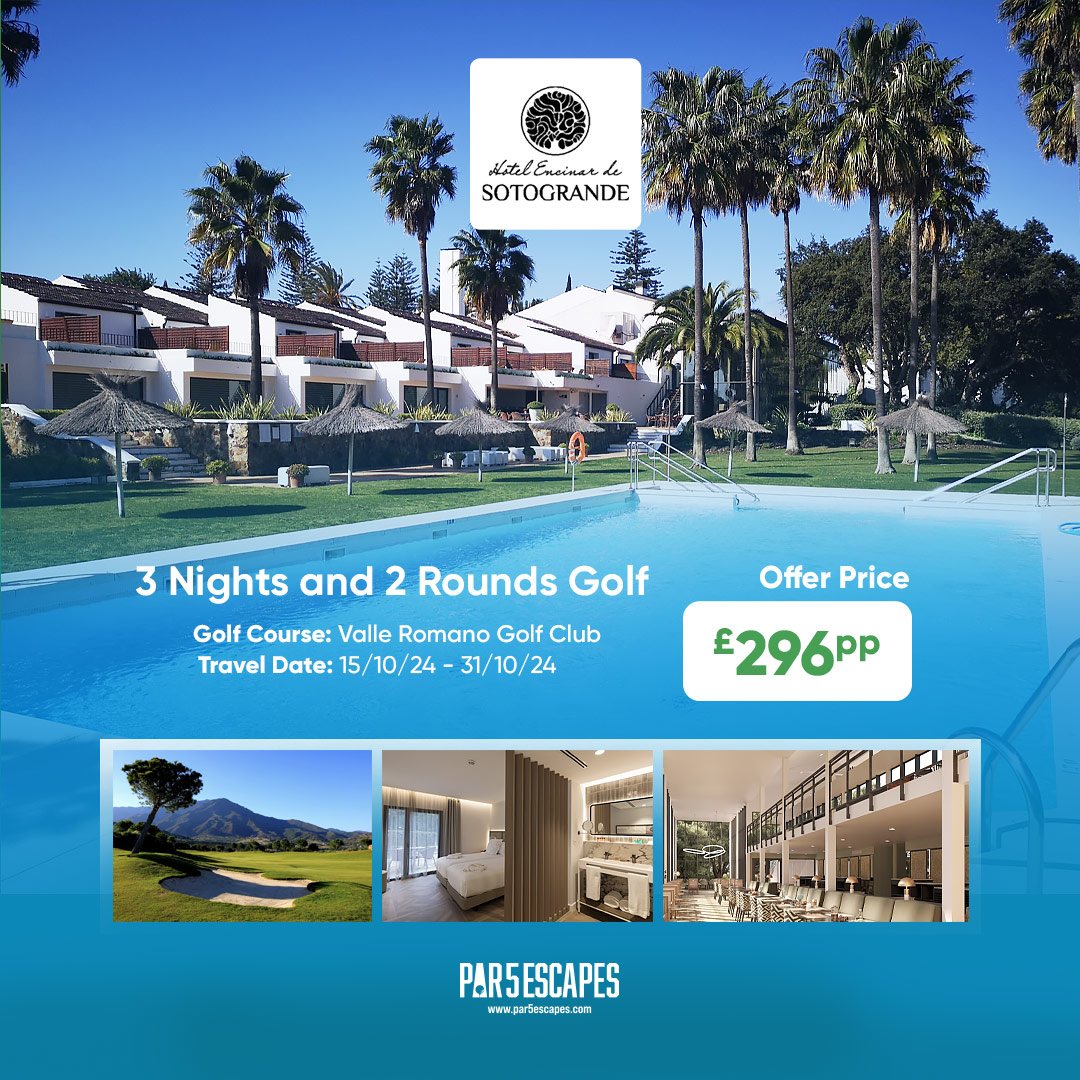 Hotel Encinar de
SOTOGRANDE
3 Nights and 2 Rounds Golf
Golf Course: Valle Romano Golf Club
Travel Date: 15/10/24 - 31/10/24
Offer Price
£296pp
PAR5ESCAPES
www.par5escapes.com